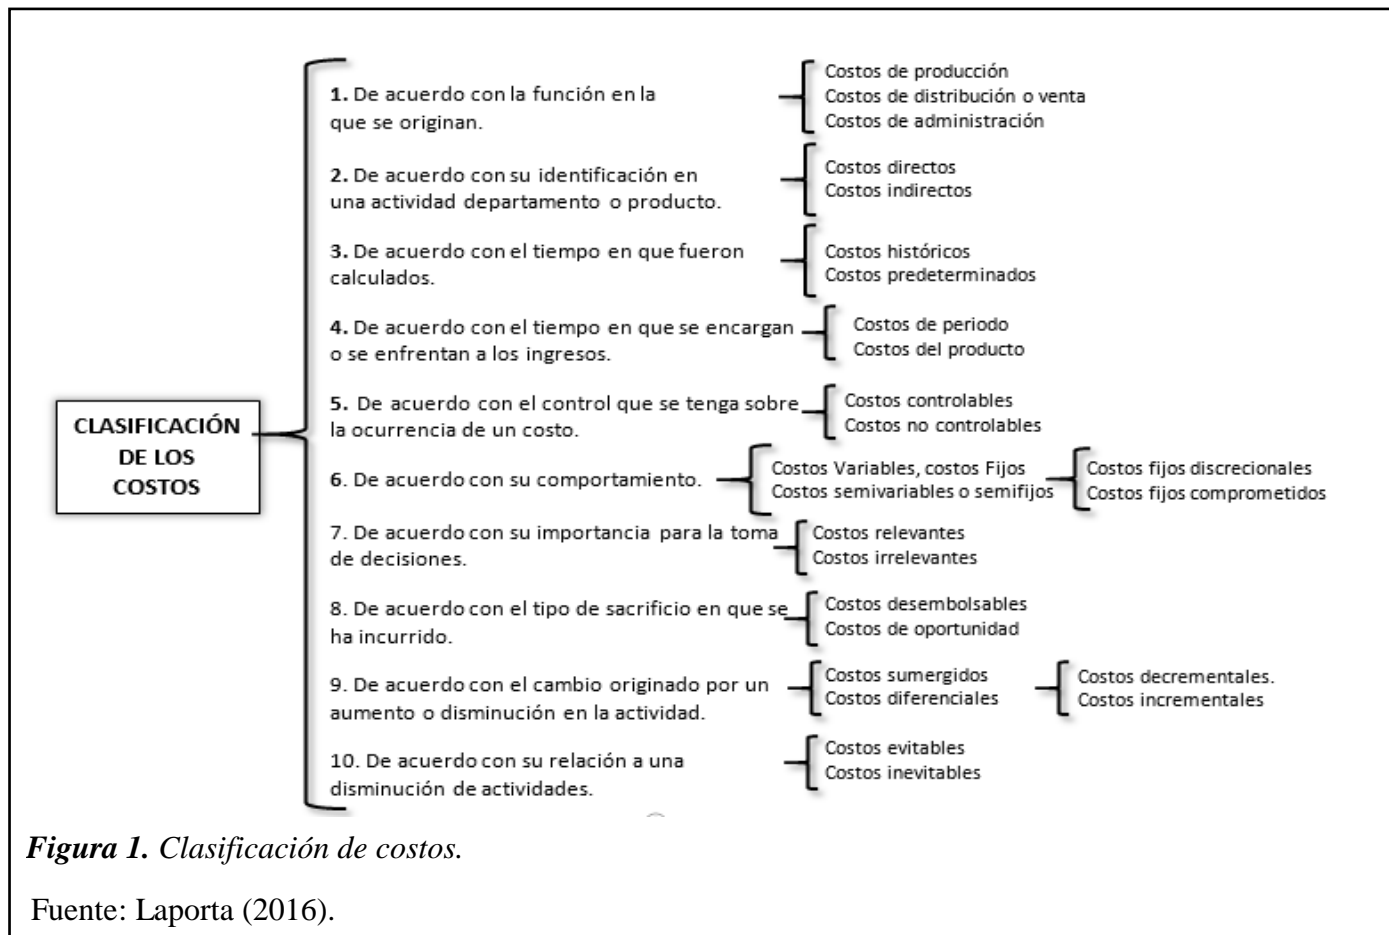 CLASIFICACIÓN
DE LOS
COSTOS
1. De acuerdo con la función en la
que se originan.
Costos de producción
Costos de distribución o venta
Costos de administración
2. De acuerdo con su identificación en
una actividad departamento o producto.
Costos directos
Costos indirectos
3. De acuerdo con el tiempo en que fueron
calculados.
Costos históricos
Costos predeterminados
4. De acuerdo con el tiempo en que se encargan
o se enfrentan a los ingresos.
Costos de periodo
Costos del producto
5. De acuerdo con el control que se tenga sobre
la ocurrencia de un costo.
Costos controlables
Costos no controlables
6. De acuerdo con su comportamiento.
Costos Variables, costos Fijos
Costos semivariables o semifijos
Costos fijos discrecionales
Costos fijos comprometidos
7. De acuerdo con su importancia para la toma
de decisiones.
Costos relevantes
Costos irrelevantes
8. De acuerdo con el tipo de sacrificio en que se
ha incurrido.
Costos desembolsables
Costos de oportunidad
9. De acuerdo con el cambio originado por un
aumento o disminución en la actividad.
Costos sumergidos
Costos diferenciales
Costos decrementales.
Costos incrementales
10. De acuerdo con su relación a una
disminución de actividades.
Costos evitables
Costos inevitables
Figura 1. Clasificación de costos.
Fuente: Laporta (2016).